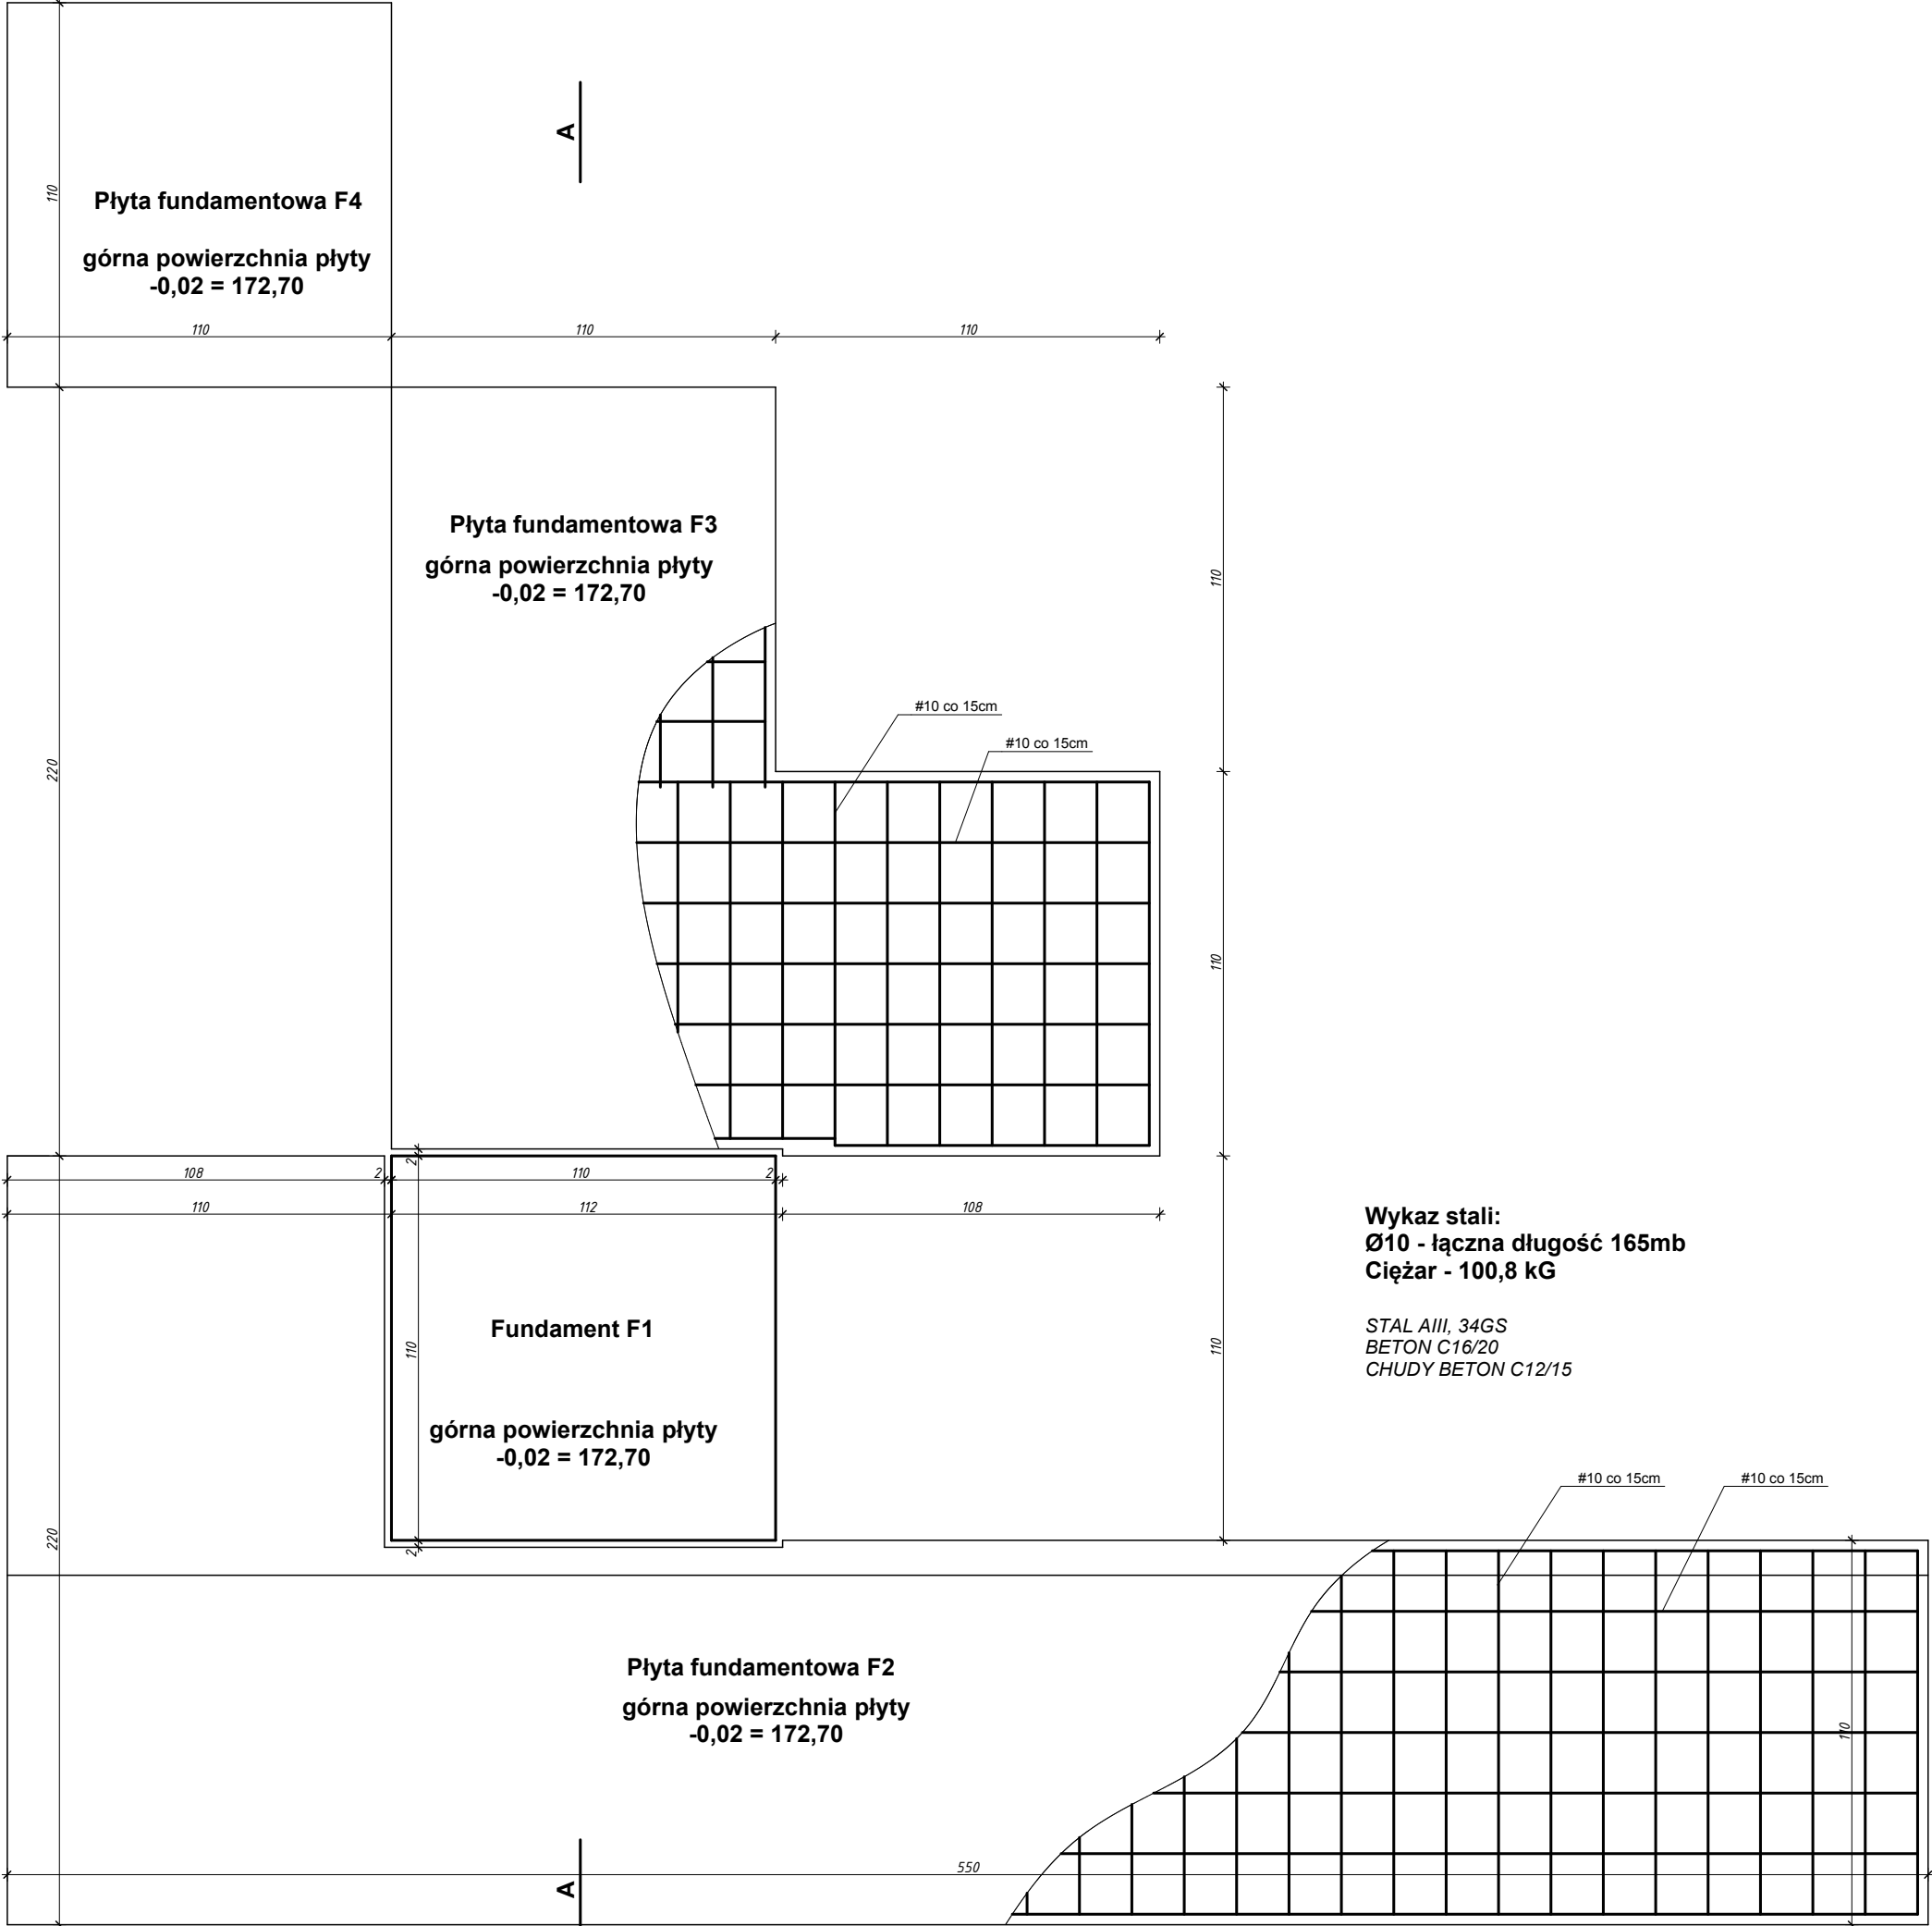 A
110
Płyta fundamentowa F4
górna powierzchnia płyty
-0,02 = 172,70
110
110
110
Płyta fundamentowa F3
górna powierzchnia płyty
-0,02 = 172,70
110
#10 co 15cm
#10 co 15cm
220
110
108
2
2
110
2
110
112
108
Wykaz stali:
Ø10 - łączna długość 165mb
Ciężar - 100,8 kG
STAL AIII, 34GS
BETON C16/20
CHUDY BETON C12/15
Fundament F1
110
110
górna powierzchnia płyty
-0,02 = 172,70
#10 co 15cm
#10 co 15cm
220
2
Płyta fundamentowa F2
górna powierzchnia płyty
-0,02 = 172,70
110
550
A